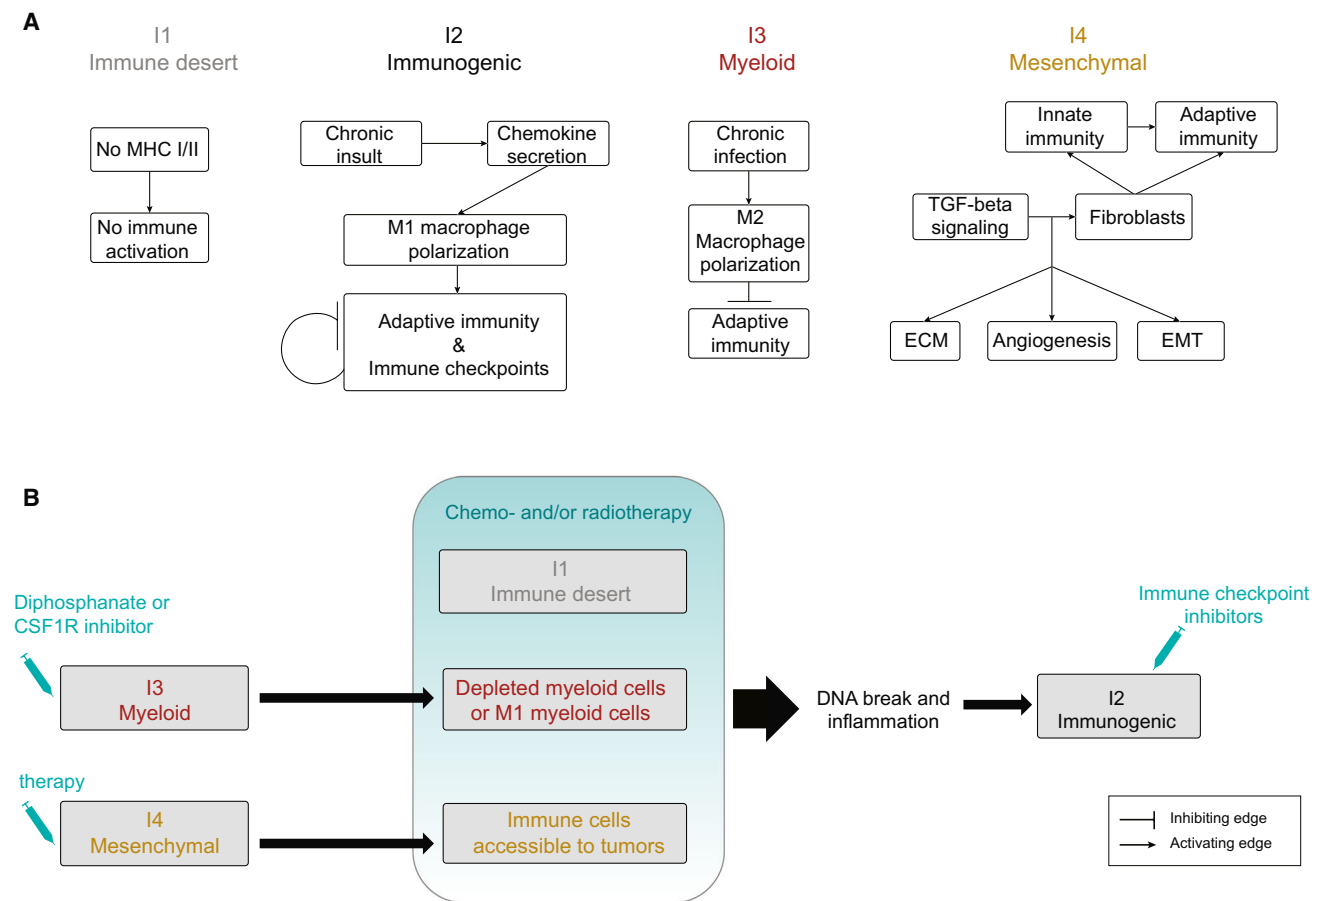 A
I1
Immune desert
No MHC I/II
No immune
activation
I2
Immunogenic
Chronic
insult
Chemokine
secretion
M1 macrophage
polarization
Adaptive immunity
&
Immune checkpoints
I3
Myeloid
Chronic
infection
M2
Macrophage
polarization
Adaptive
immunity
I4
Mesenchymal
Innate
immunity
Adaptive
immunity
TGF-beta
signaling
Fibroblasts
ECM
Angiogenesis
EMT
B
Diphosphanate or
CSF1R inhibitor
I3
Myeloid
therapy
I4
Mesenchymal
Chemo- and/or radiotherapy
I1
Immune desert
Depleted myeloid cells
or M1 myeloid cells
Immune cells
accessible to tumors
DNA break and
inflammation
Immune checkpoint
inhibitors
I2
Immunogenic
Inhibiting edge
Activating edge